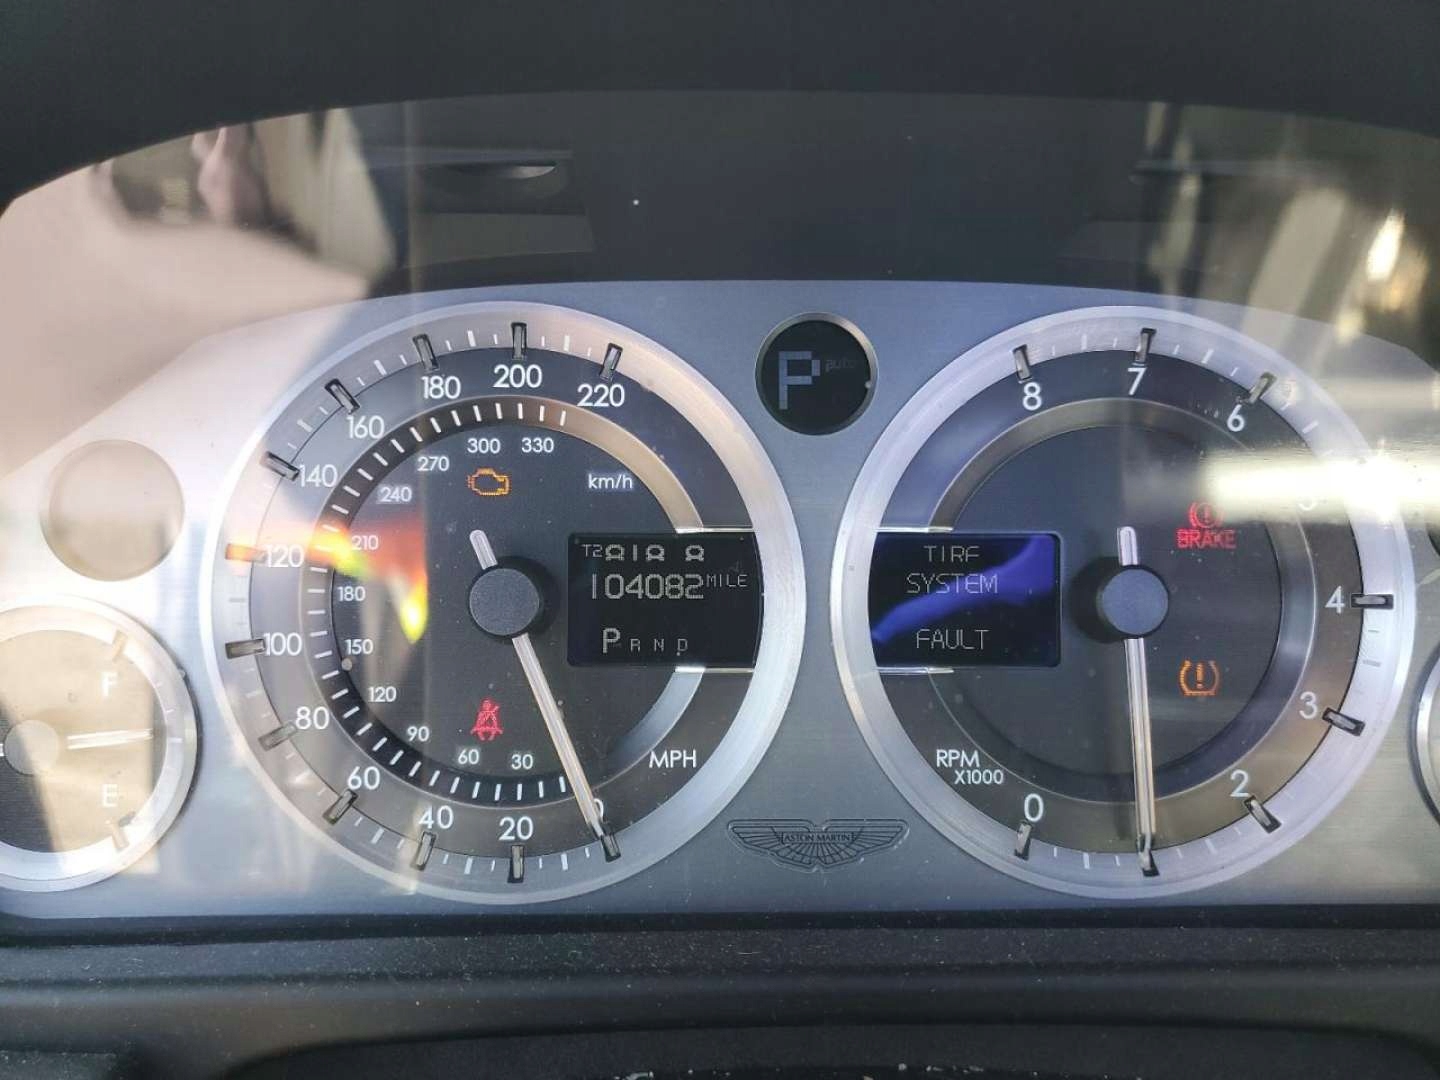 180
200
220
160
140
120
100
80
60
40
20
300
330
270
240
210
180
150
120
90
60
30
km/h
T2
104082 MILE
P R N D
MPH
P auto
F
E
ASTON MARTIN
8
7
6
4
3
2
0
TIRE
SYSTEM
FAULT
BRAKE
RPM
X1000